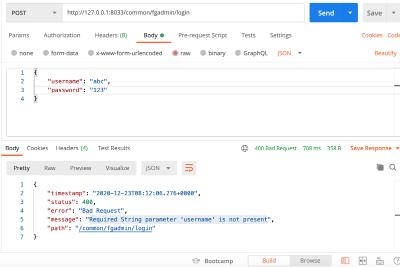 POST http://127.0.0.1:8033/common/fgadmin/login Send Save
Params Authorization Headers (8) Body Pre-request Script Tests Settings Cookies Code
none form-data x-www-form-urlencoded raw binary GraphQL JSON Beautify
1 {
2 "username": "abc",
3 "password": "123"
4 }
Body Cookies Headers (4) Test Results 400 Bad Request 708 ms 358 B Save Response
Pretty Raw Preview Visualize JSON
1 {
2 "timestamp": "2020-12-23T08:12:06.276+0000",
3 "status": 400,
4 "error": "Bad Request",
5 "message": "Required String parameter 'username' is not present",
6 "path": "/common/fgadmin/login"
7 }
Bootcamp Build Browse